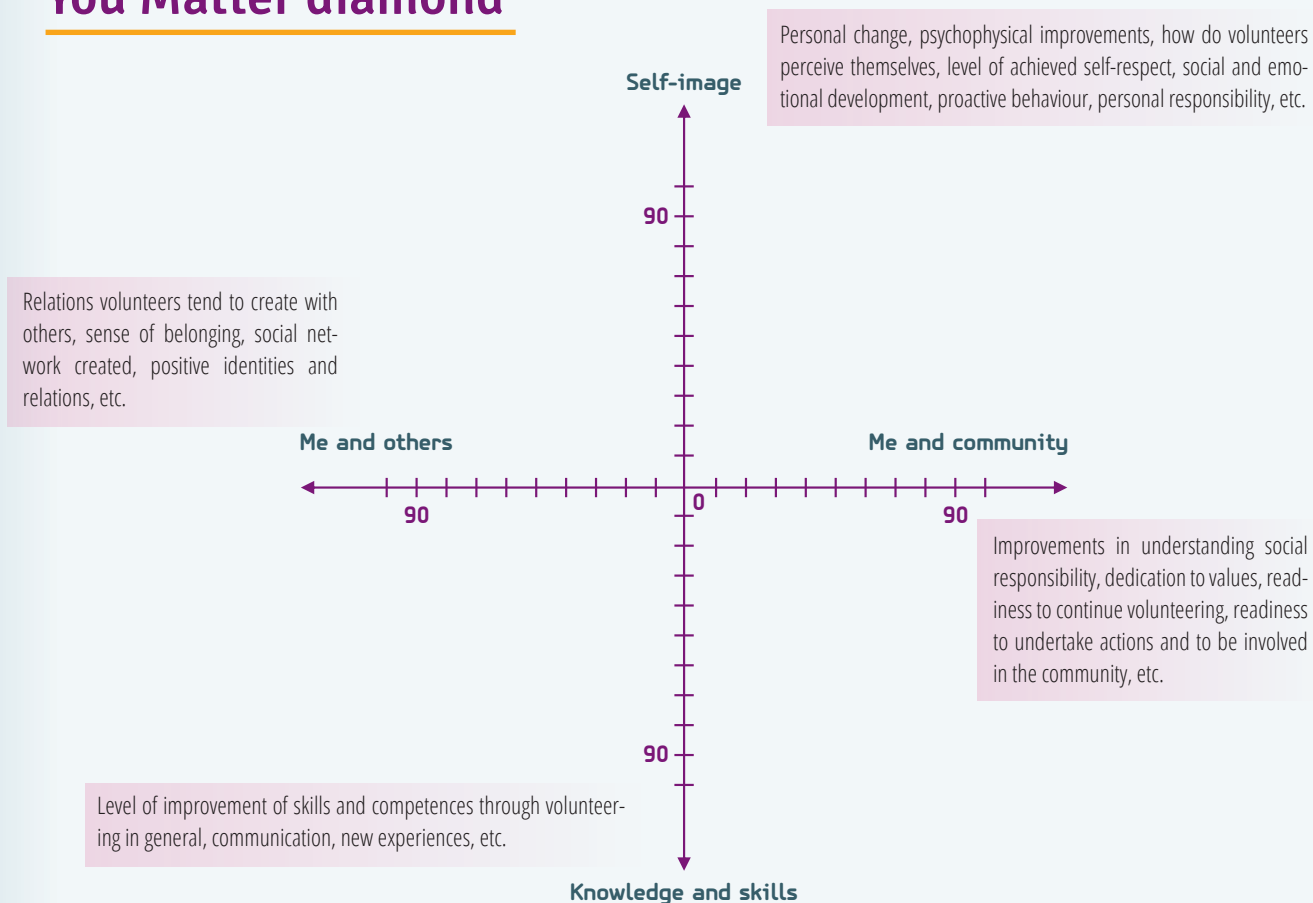 You Matter diamond
Personal change, psychophysical improvements, how do volunteers
perceive themselves, level of achieved self-respect, social and emo-
tional development, proactive behaviour, personal responsibility, etc.
Self-image
90
Relations volunteers tend to create with
others, sense of belonging, social net-
work created, positive identities and
relations, etc.
Me and others
Me and community
90
0
90
Improvements in understanding social
responsibility, dedication to values, read-
iness to continue volunteering, readiness
to undertake actions and to be involved
in the community, etc.
90
Level of improvement of skills and competences through volunteer-
ing in general, communication, new experiences, etc.
Knowledge and skills